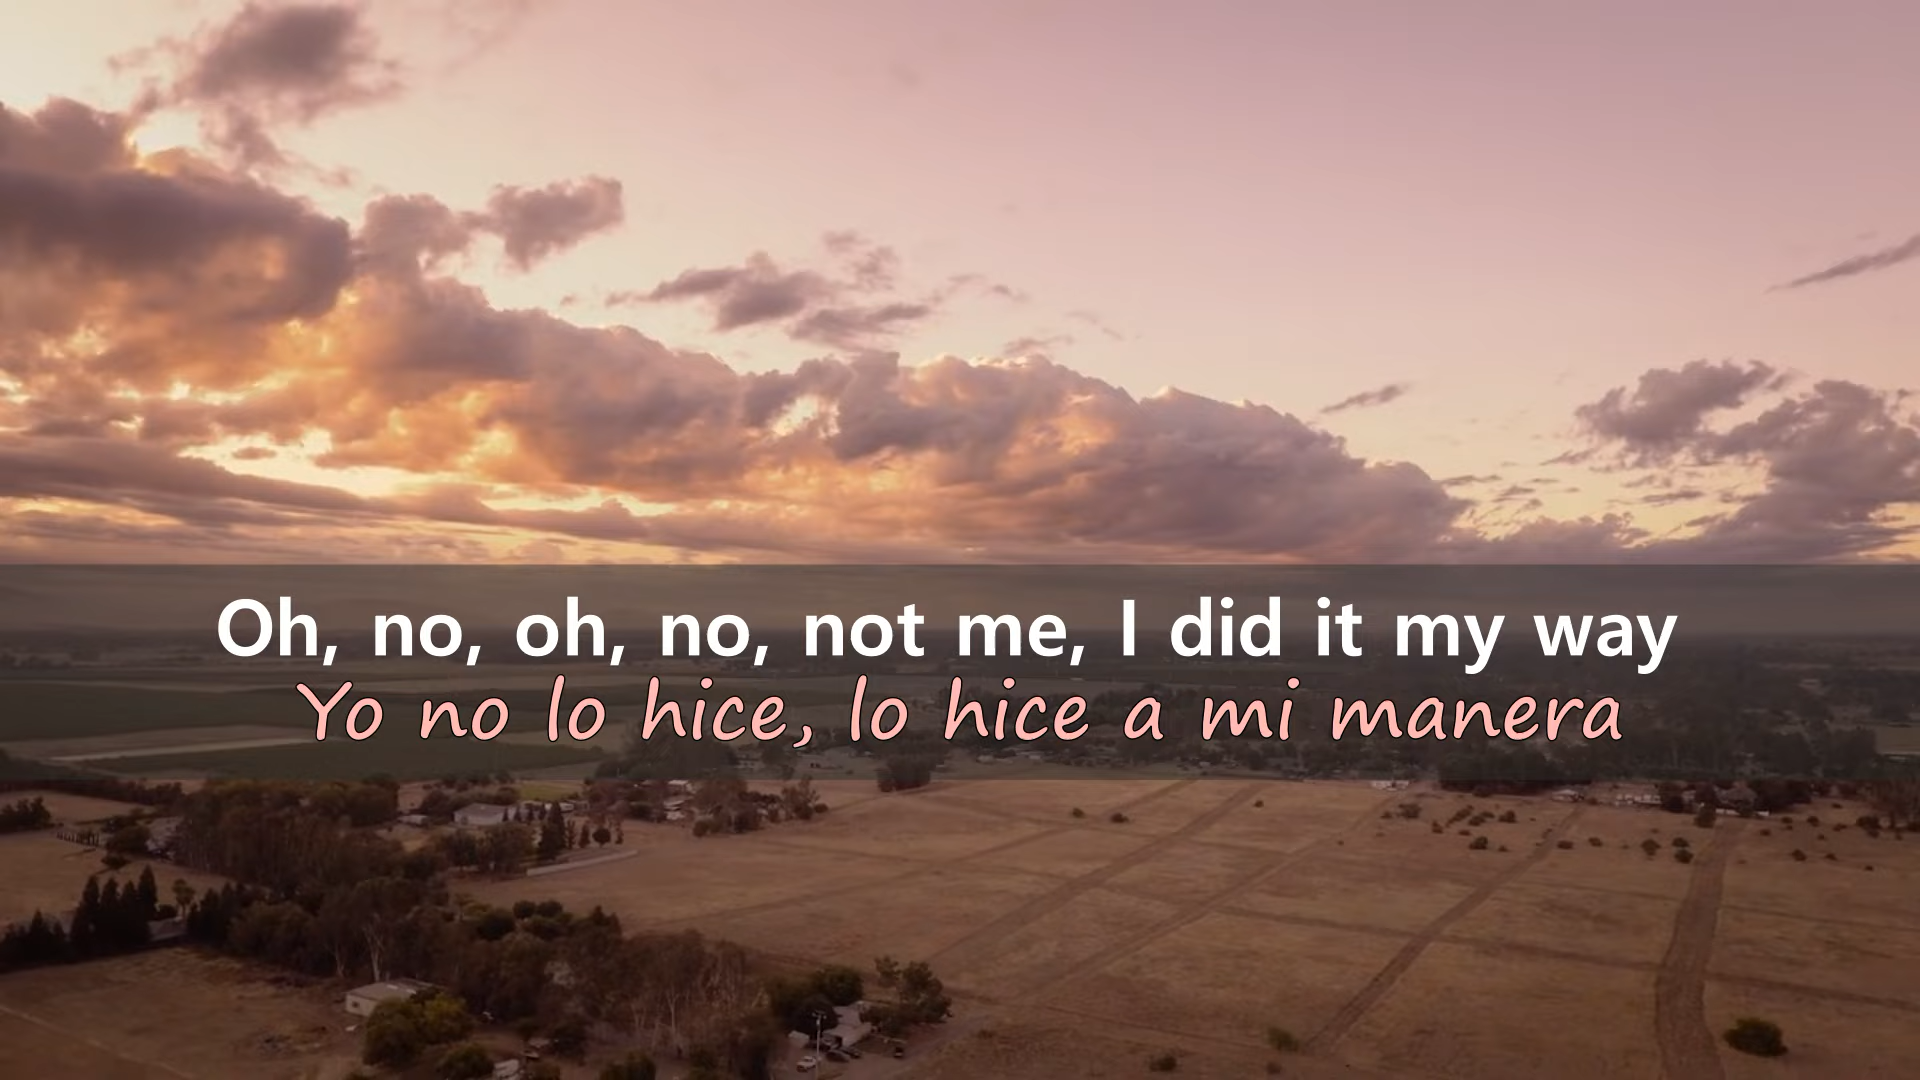 Oh, no, oh, no, not me, I did it my way
Yo no lo hice, lo hice a mi manera